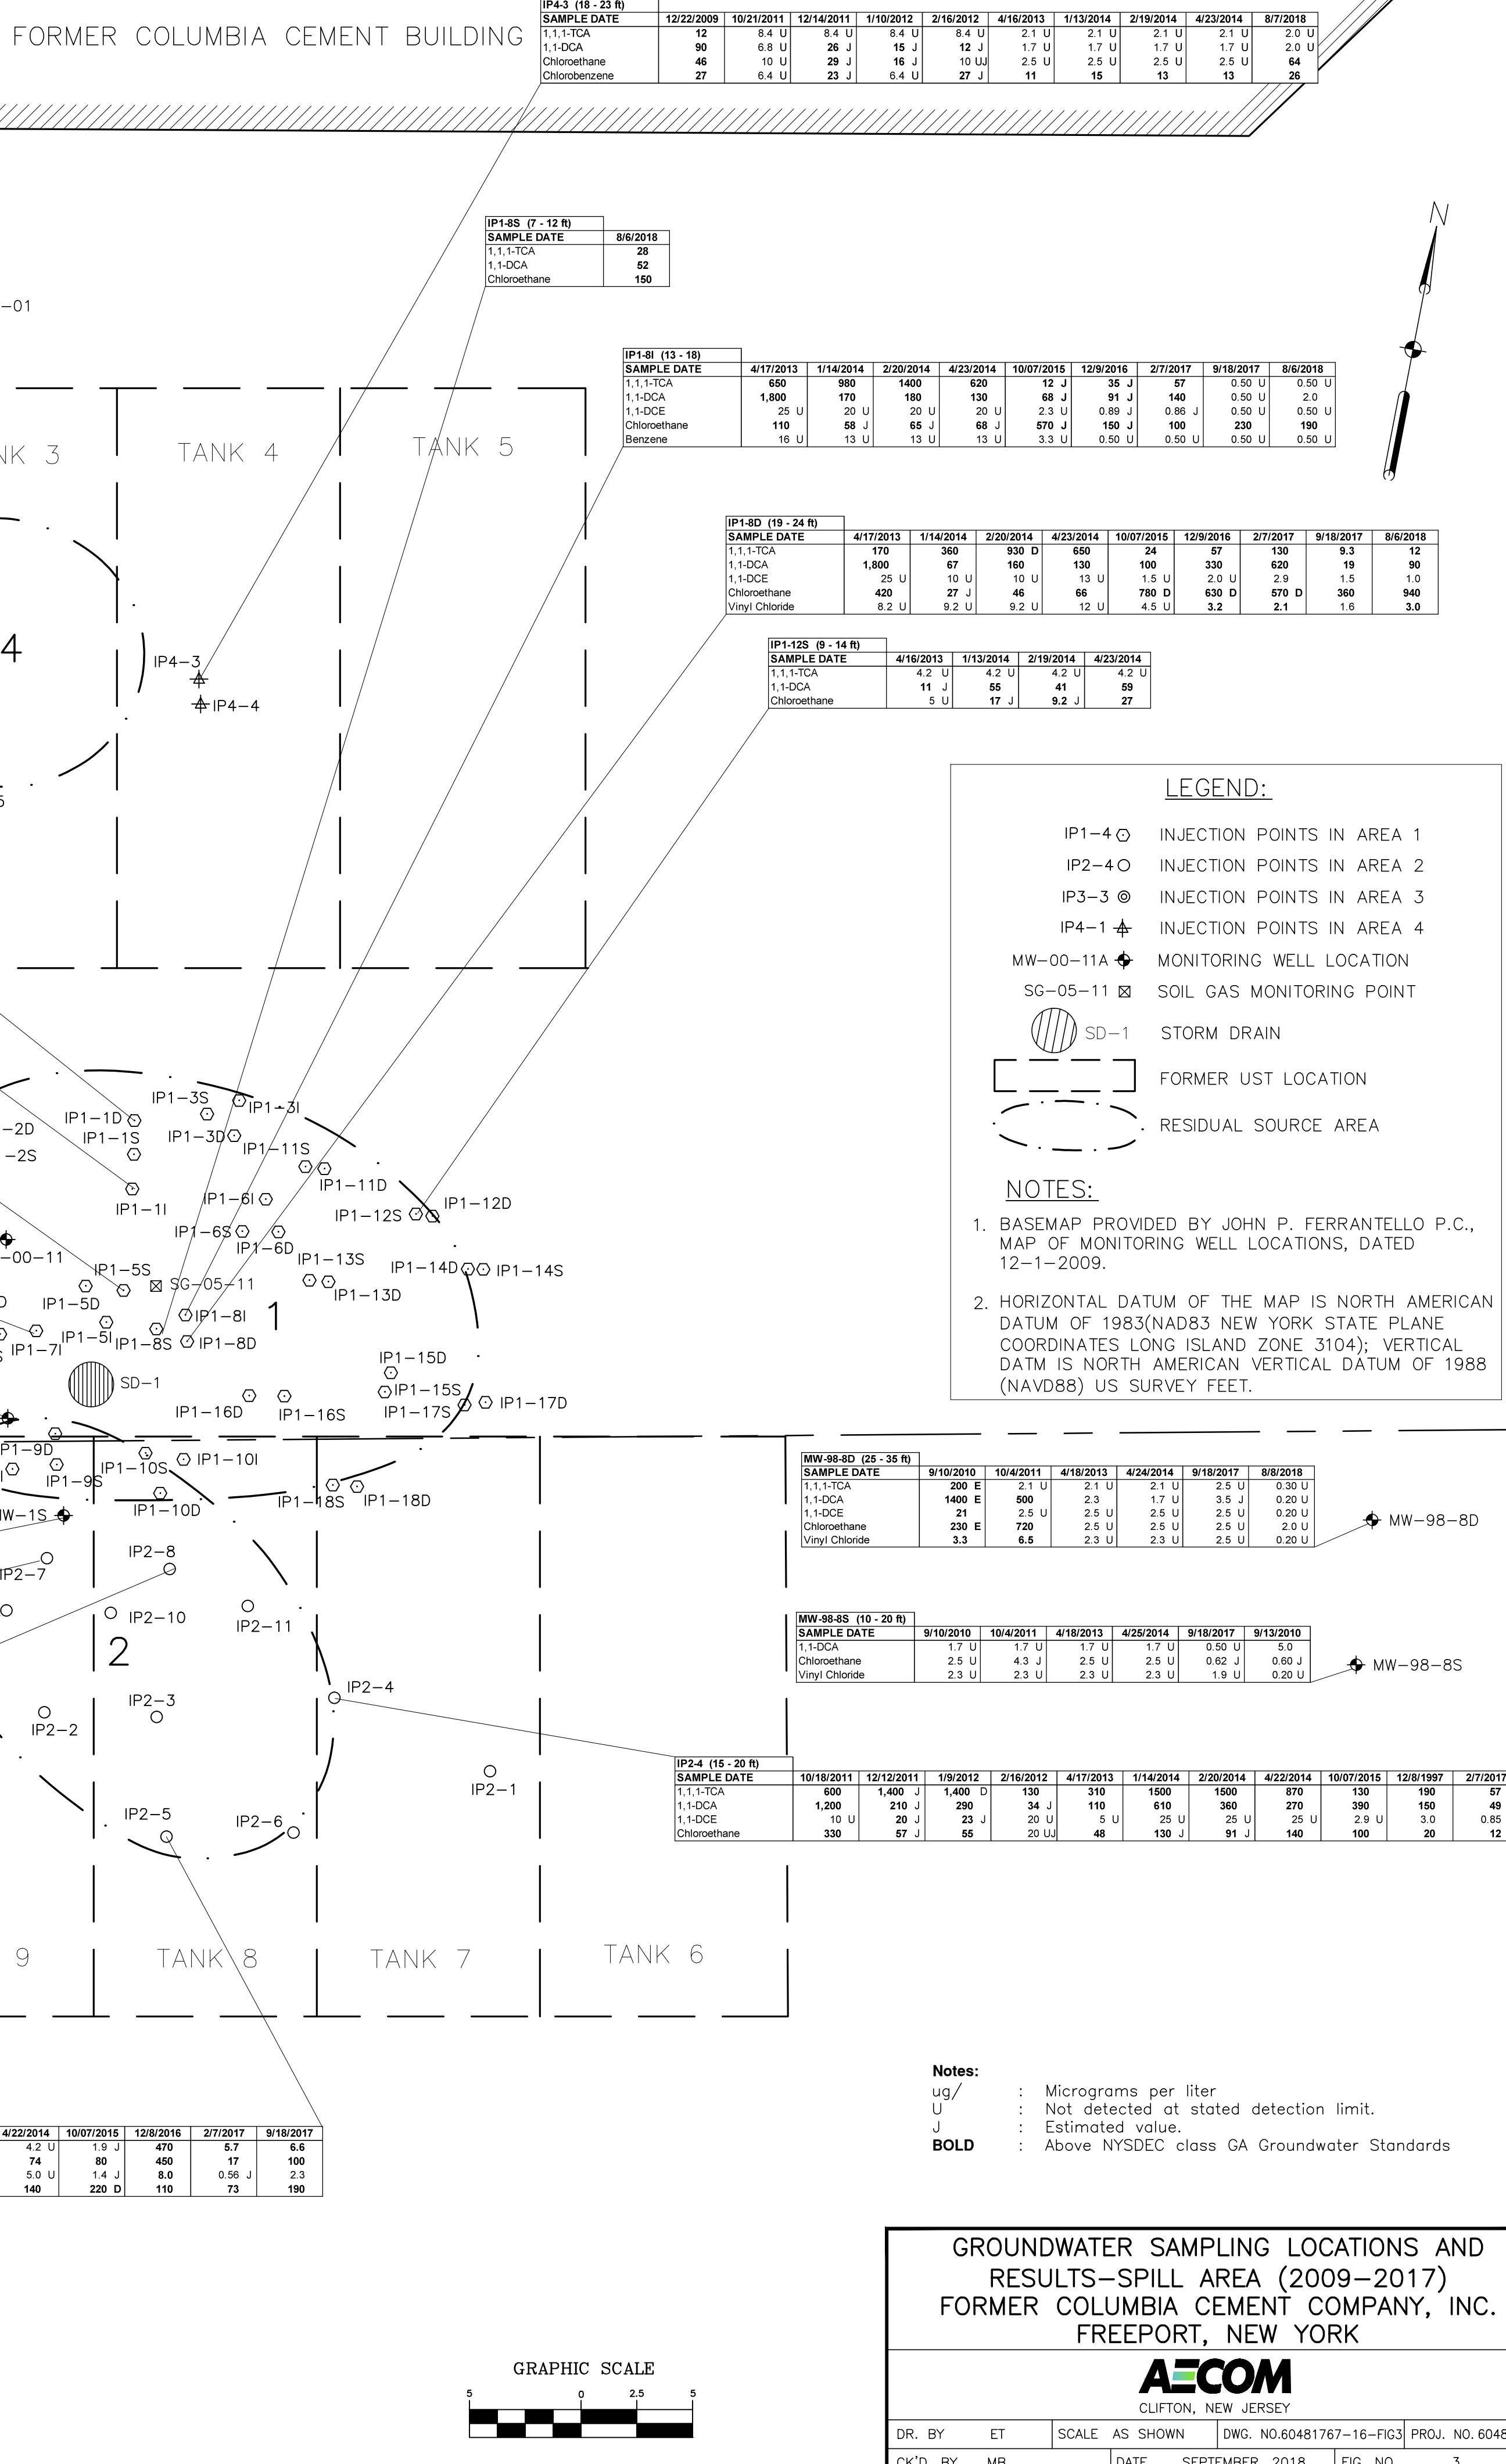 FORMER COLUMBIA CEMENT BUILDING
IP4-3 (18 - 23 ft)
SAMPLE DATE 12/22/2009 10/21/2011 12/14/2011 1/10/2012 2/16/2012 4/16/2013 1/13/2014 2/19/2014 4/23/2014 8/7/2018
1,1,1-TCA 12 8.4 U 8.4 U 8.4 U 8.4 U 2.1 U 2.1 U 2.1 U 2.1 U 2.0 U
1,1-DCA 90 6.8 U 26 J 15 J 12 J 1.7 U 1.7 U 1.7 U 1.7 U 2.0 U
Chloroethane 46 10 U 29 J 16 J 10 UJ 2.5 U 2.5 U 2.5 U 2.5 U 64
Chlorobenzene 27 6.4 U 23 J 6.4 U 27 J 11 15 13 13 26
IP1-8S (7 - 12 ft)
SAMPLE DATE 8/6/2018
1,1,1-TCA 28
1,1-DCA 52
Chloroethane 150
N
-01
IP1-8I (13 - 18)
SAMPLE DATE 4/17/2013 1/14/2014 2/20/2014 4/23/2014 10/07/2015 12/9/2016 2/7/2017 9/18/2017 8/6/2018
1,1,1-TCA 650 980 1400 620 12 J 35 J 57 0.50 U 0.50 U
1,1-DCA 1,800 170 180 130 68 J 91 J 140 0.50 U 2.0
1,1-DCE 25 U 20 U 20 U 20 U 2.3 U 0.89 J 0.86 J 0.50 U 0.50 U
Chloroethane 110 58 J 65 J 68 J 570 J 150 J 100 230 190
Benzene 16 U 13 U 13 U 13 U 3.3 U 0.50 U 0.50 U 0.50 U 0.50 U
NK 3
TANK 4
TANK 5
IP1-8D (19 - 24 ft)
SAMPLE DATE 4/17/2013 1/14/2014 2/20/2014 4/23/2014 10/07/2015 12/9/2016 2/7/2017 9/18/2017 8/6/2018
1,1,1-TCA 170 360 930 D 650 24 57 130 9.3 12
1,1-DCA 1,800 67 160 130 100 330 620 19 90
1,1-DCE 25 U 10 U 10 U 13 U 1.5 U 2.0 U 2.9 1.5 1.0
Chloroethane 420 27 J 46 66 780 D 630 D 570 D 360 940
Vinyl Chloride 8.2 U 9.2 U 9.2 U 12 U 4.5 U 3.2 2.1 1.6 3.0
IP1-12S (9 - 14 ft)
SAMPLE DATE 4/16/2013 1/13/2014 2/19/2014 4/23/2014
1,1,1-TCA 4.2 U 4.2 U 4.2 U 4.2 U
1,1-DCA 11 J 55 41 59
Chloroethane 5 U 17 J 9.2 J 27
4
IP4-3
IP4-4
LEGEND:
IP1-4 INJECTION POINTS IN AREA 1
IP2-4 INJECTION POINTS IN AREA 2
IP3-3 INJECTION POINTS IN AREA 3
IP4-1 INJECTION POINTS IN AREA 4
MW-00-11A MONITORING WELL LOCATION
SG-05-11 SOIL GAS MONITORING POINT
SD-1 STORM DRAIN
FORMER UST LOCATION
RESIDUAL SOURCE AREA
NOTES:
1. BASEMAP PROVIDED BY JOHN P. FERRANTELLO P.C.,
MAP OF MONITORING WELL LOCATIONS, DATED
12-1-2009.
2. HORIZONTAL DATUM OF THE MAP IS NORTH AMERICAN
DATUM OF 1983(NAD83 NEW YORK STATE PLANE
COORDINATES LONG ISLAND ZONE 3104); VERTICAL
DATM IS NORTH AMERICAN VERTICAL DATUM OF 1988
(NAVD88) US SURVEY FEET.
IP1-3S
IP1-3I
-2D
IP1-1D
IP1-1S
IP1-3D
IP1-11S
-2S
IP1-11D
IP1-1I
IP1-6I
IP1-12S
IP1-12D
IP1-6S
IP1-6D
-00-11
IP1-13S
IP1-5S
SG-05-11
IP1-14D
IP1-14S
IP1-13D
IP1-5D
1
IP1-8I
IP1-7I
IP1-5I
IP1-8S
IP1-8D
IP1-15D
SD-1
IP1-15S
IP1-16D
IP1-16S
IP1-17S
IP1-17D
P1-9D
IP1-9S
IP1-10S
IP1-10I
IP1-10D
IP1-18S
IP1-18D
W-1S
MW-98-8D (25 - 35 ft)
SAMPLE DATE 9/10/2010 10/4/2011 4/18/2013 4/24/2014 9/18/2017 8/8/2018
1,1,1-TCA 200 E 2.1 U 2.1 U 2.1 U 2.5 U 0.30 U
1,1-DCA 1400 E 500 2.3 1.7 U 3.5 J 0.20 U
1,1-DCE 21 2.5 U 2.5 U 2.5 U 2.5 U 0.20 U
Chloroethane 230 E 720 2.5 U 2.5 U 2.5 U 2.0 U
Vinyl Chloride 3.3 6.5 2.3 U 2.3 U 2.5 U 0.20 U
MW-98-8D
IP2-8
IP2-7
IP2-10
IP2-11
2
MW-98-8S (10 - 20 ft)
SAMPLE DATE 9/10/2010 10/4/2011 4/18/2013 4/25/2014 9/18/2017 9/13/2010
1,1-DCA 1.7 U 1.7 U 1.7 U 1.7 U 0.50 U 5.0
Chloroethane 2.5 U 4.3 J 2.5 U 2.5 U 0.62 J 0.60 J
Vinyl Chloride 2.3 U 2.3 U 2.3 U 2.3 U 1.9 U 0.20 U
MW-98-8S
IP2-4
IP2-3
IP2-2
IP2-1
IP2-5
IP2-6
IP2-4 (15 - 20 ft)
SAMPLE DATE 10/18/2011 12/12/2011 1/9/2012 2/16/2012 4/17/2013 1/14/2014 2/20/2014 4/22/2014 10/07/2015 12/8/1997 2/7/2017
1,1,1-TCA 600 1,400 J 1,400 D 130 310 1500 1500 870 130 190 57
1,1-DCA 1,200 210 J 290 34 J 110 610 360 270 390 150 49
1,1-DCE 10 U 20 J 23 J 20 U 5 U 25 U 25 U 25 U 2.9 U 3.0 0.85
Chloroethane 330 57 J 55 20 UJ 48 130 J 91 J 140 100 20 12
9
TANK 8
TANK 7
TANK 6
4/22/2014 10/07/2015 12/8/2016 2/7/2017 9/18/2017
4.2 U 1.9 J 470 5.7 6.6
74 80 450 17 100
5.0 U 1.4 J 8.0 0.56 J 2.3
140 220 D 110 73 190
Notes:
ug/ : Micrograms per liter
U : Not detected at stated detection limit.
J : Estimated value.
BOLD : Above NYSDEC class GA Groundwater Standards
GROUNDWATER SAMPLING LOCATIONS AND
RESULTS-SPILL AREA (2009-2017)
FORMER COLUMBIA CEMENT COMPANY, INC.
FREEPORT, NEW YORK
AECOM
CLIFTON, NEW JERSEY
GRAPHIC SCALE
5 0 2.5 5
DR. BY ET SCALE AS SHOWN DWG. NO.60481767-16-FIG3 PROJ. NO. 6048
CK'D. BY MB DATE SEPTEMBER 2018 FIG. NO. 3